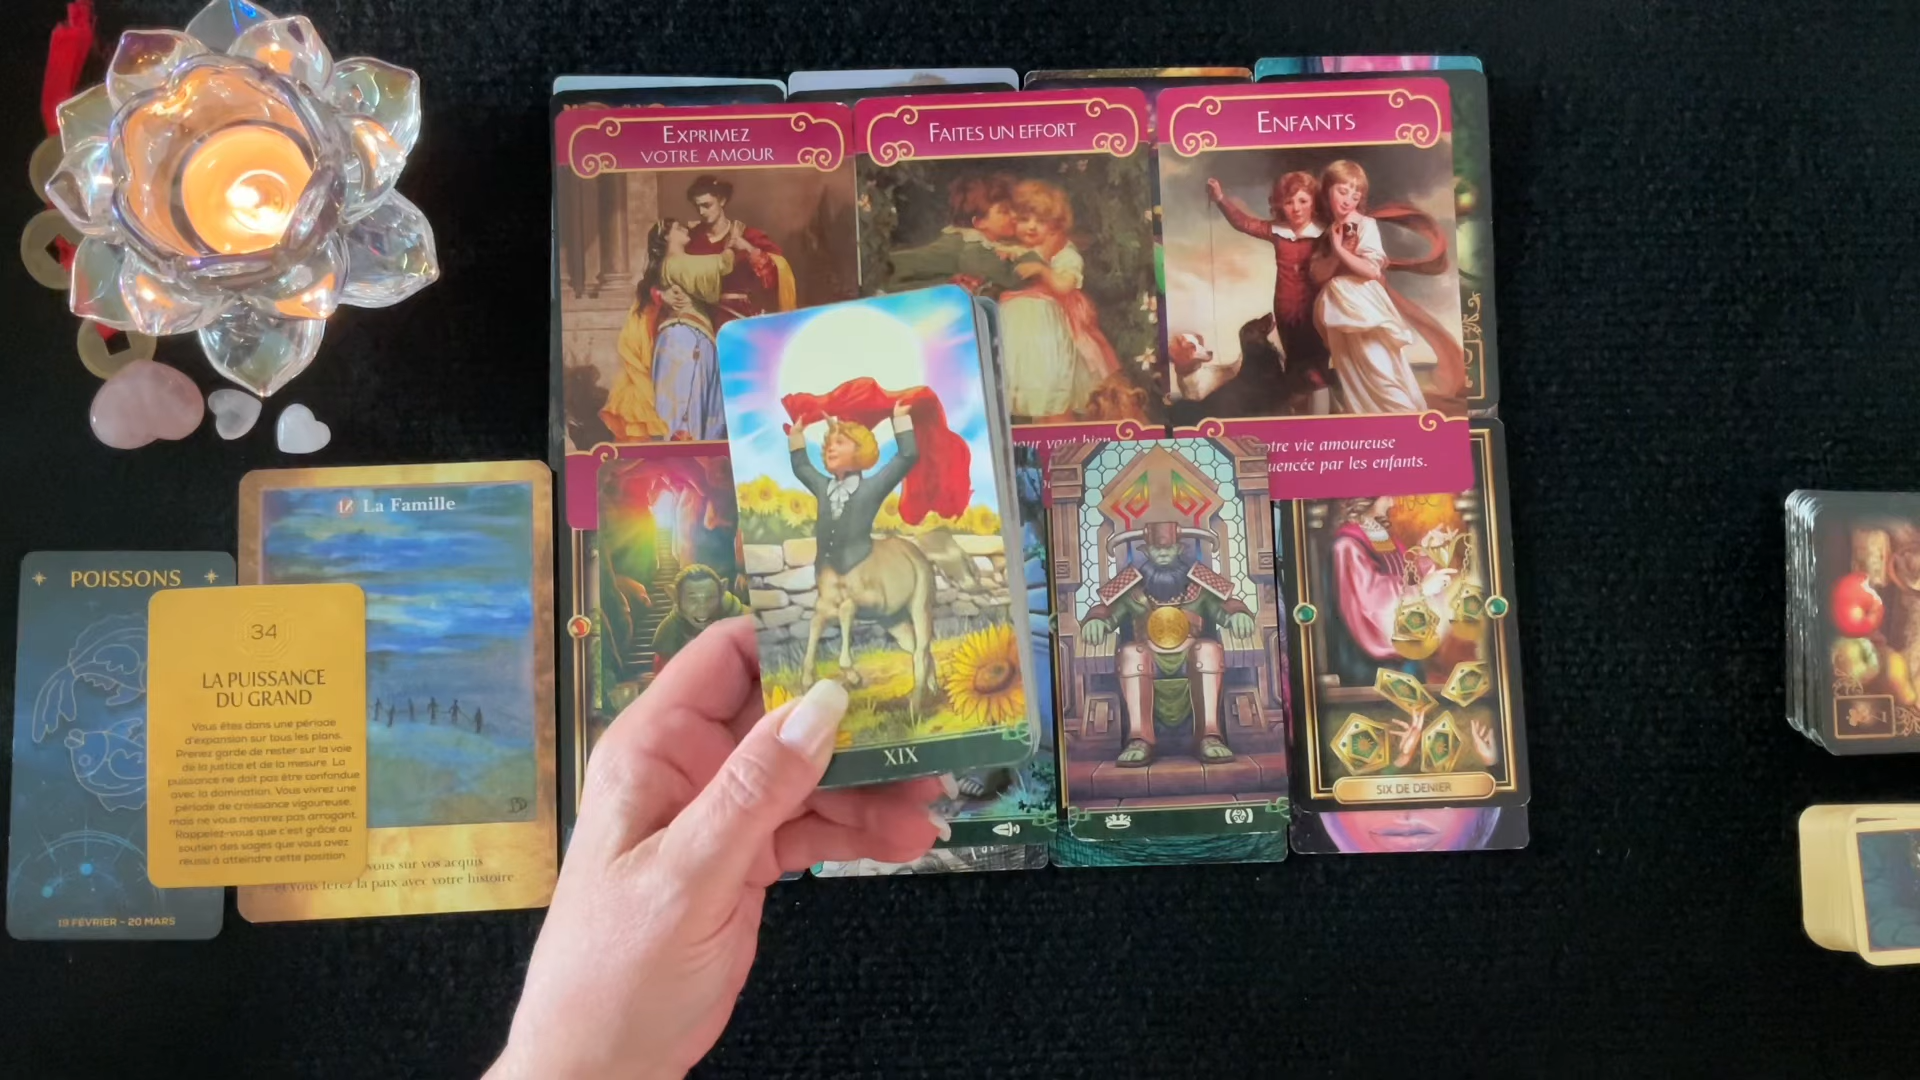 EXPRIMEZ
VOTRE AMOUR
FAITES UN EFFORT
ENFANTS
votre vie amoureuse
par les enfants.
17 La Famille
POISSONS
34
LA PUISSANCE
DU GRAND
Vous êtes dans une période
d'expansion sur tous les plans.
Prenez garde de rester sur la voie
de la justice et de la mesure. La
puissance ne doit pas être confondue
avec la domination. Vous vivrez une
période de croissance vigoureuse,
mais ne vous montrez pas arrogant.
Rappelez-vous que c'est grâce au
soutien des sages que vous avez
réussi à atteindre cette position.
vous sur vos acquis
et vous ferez la paix avec votre histoire
19 FÉVRIER - 20 MARS
XIX
SIX DE DENIER